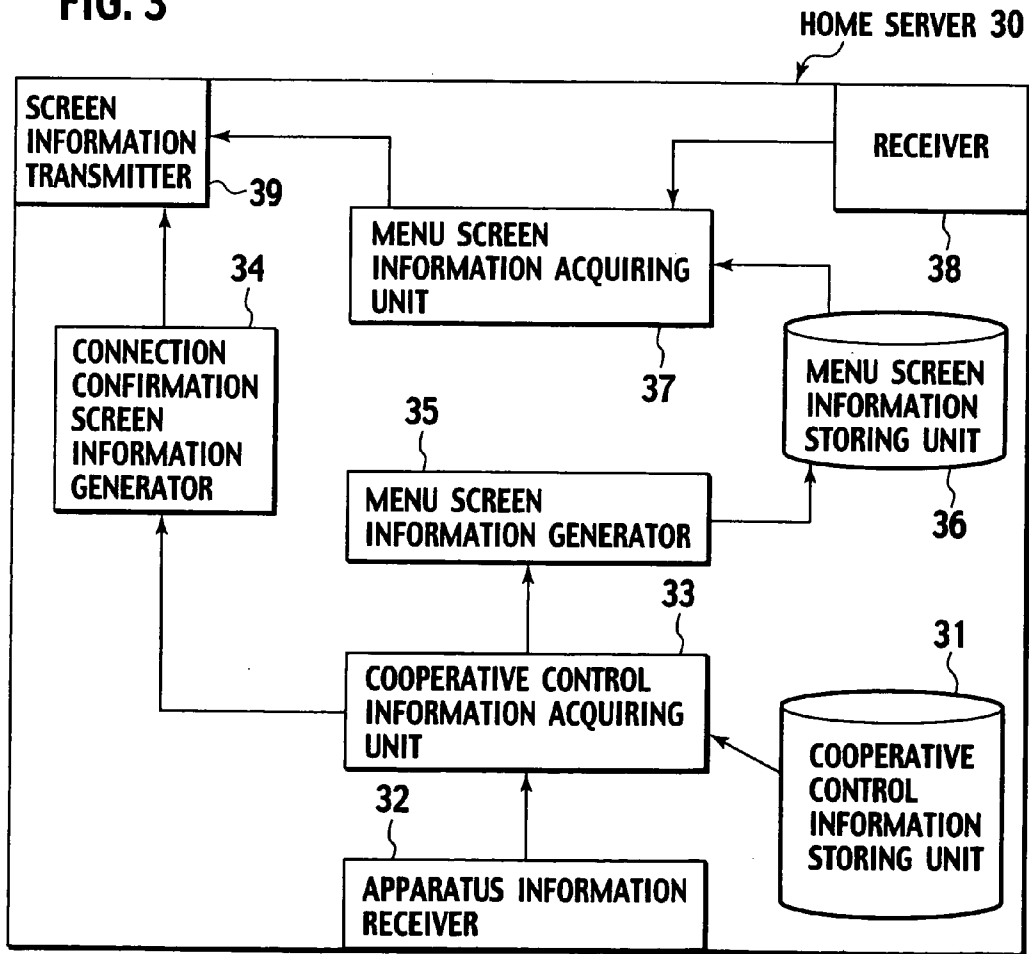 FIG. 3
HOME SERVER 30
SCREEN
INFORMATION
TRANSMITTER
39
RECEIVER
38
MENU SCREEN
INFORMATION ACQUIRING
UNIT
37
34
CONNECTION
CONFIRMATION
SCREEN
INFORMATION
GENERATOR
MENU SCREEN
INFORMATION
STORING UNIT
36
35
MENU SCREEN
INFORMATION GENERATOR
33
COOPERATIVE CONTROL
INFORMATION ACQUIRING
UNIT
31
COOPERATIVE
CONTROL
INFORMATION
STORING UNIT
32
APPARATUS INFORMATION
RECEIVER